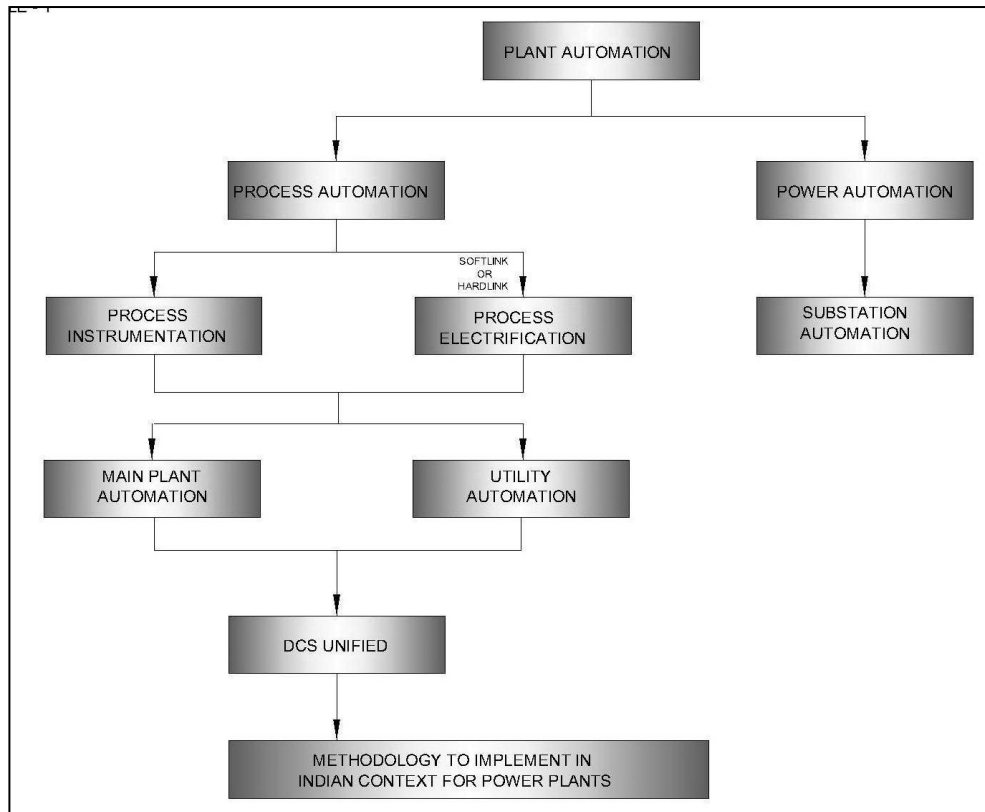 PLANT AUTOMATION
PROCESS AUTOMATION
POWER AUTOMATION
SOFTLINK
OR
HARDLINK
PROCESS
INSTRUMENTATION
PROCESS
ELECTRIFICATION
SUBSTATION
AUTOMATION
MAIN PLANT
AUTOMATION
UTILITY
AUTOMATION
DCS UNIFIED
METHODOLOGY TO IMPLEMENT IN
INDIAN CONTEXT FOR POWER PLANTS